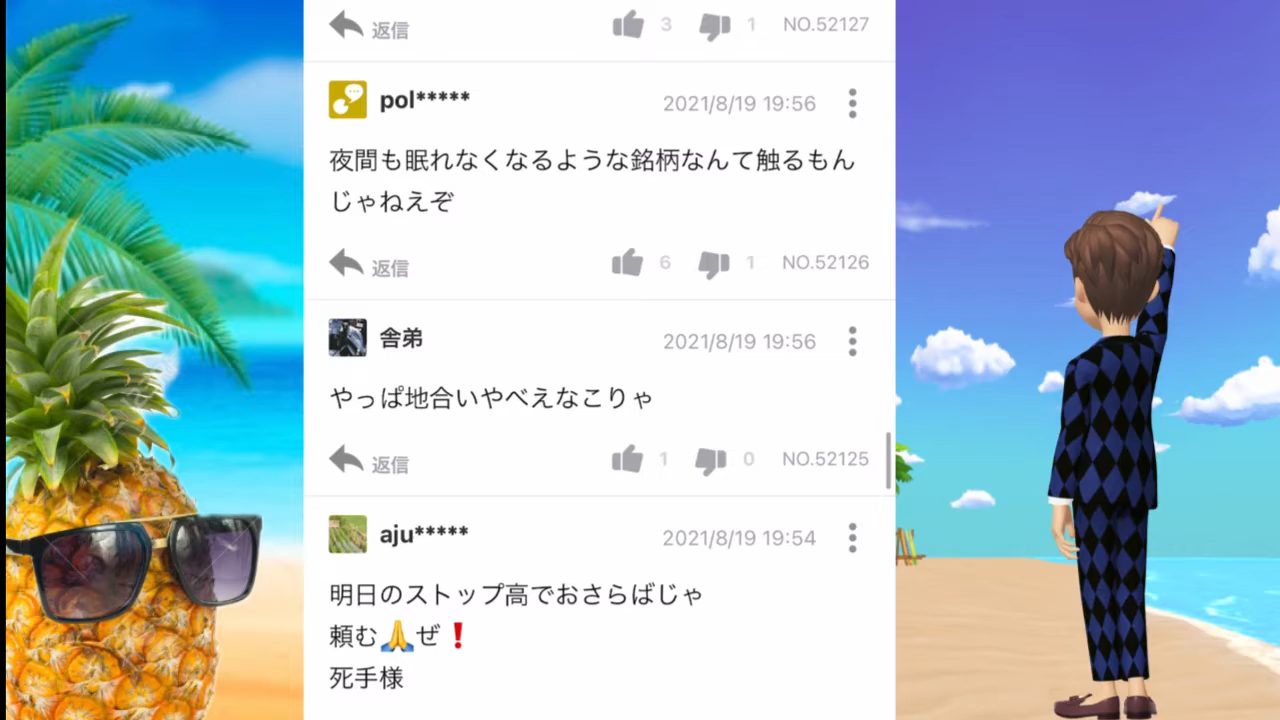 返信 3 1 NO.52127
pol***** 2021/8/19 19:56
夜間も眠れなくなるような銘柄なんて触るもん
じゃねえぞ
返信 6 1 NO.52126
舎弟 2021/8/19 19:56
やっぱ地合いやべえなこりゃ
返信 1 0 NO.52125
aju***** 2021/8/19 19:54
明日のストップ高でおさらばじゃ
頼む🙏ぜ❗
死手様